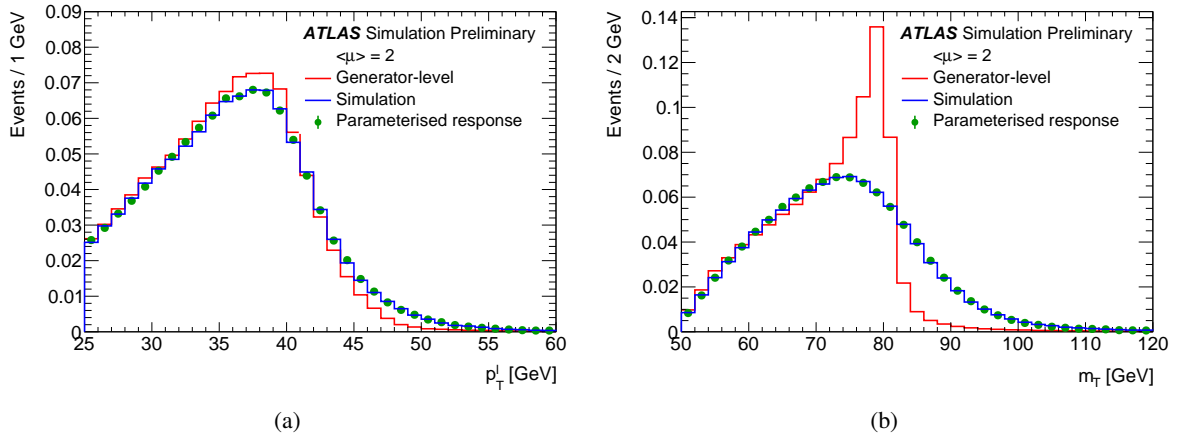 Events / 1 GeV
0.09
0.08
0.07
0.06
0.05
0.04
0.03
0.02
0.01
0
ATLAS Simulation Preliminary
<μ> = 2
Generator-level
Simulation
Parameterised response
25 30 35 40 45 50 55 60
p_T^l [GeV]
(a)
Events / 2 GeV
0.14
0.12
0.1
0.08
0.06
0.04
0.02
0
ATLAS Simulation Preliminary
<μ> = 2
Generator-level
Simulation
Parameterised response
50 60 70 80 90 100 110 120
m_T [GeV]
(b)